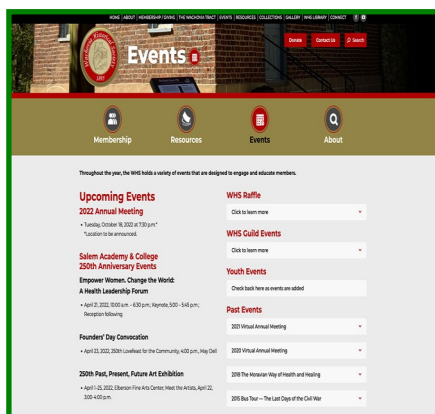 HOME | ABOUT | MEMBERSHIP / GIVING | THE WACHOVIA TRACT | EVENTS | RESOURCES | COLLECTIONS | GALLERY | WHS LIBRARY | CONNECT
Donate
Contact Us
Search
Events
1897
Membership
Resources
Events
About
Throughout the year, the WHS holds a variety of events that are designed to engage and educate members.
Upcoming Events
2022 Annual Meeting
• Tuesday, October 18, 2022 at 7:30 p.m.*
*Location to be announced.
Salem Academy & College
250th Anniversary Events
Empower Women. Change the World:
A Health Leadership Forum
• April 21, 2022, 10:00 a.m. – 6:30 p.m.; Keynote, 5:00 – 5:45 p.m.;
Reception following
Founders' Day Convocation
• April 23, 2022, 250th Lovefeast for the Community, 4:00 p.m., May Dell
250th Past, Present, Future Art Exhibition
• April 1-25, 2022, Elberson Fine Arts Center; Meet the Artists, April 22,
3:00-4:00 p.m.
WHS Raffle
Click to learn more
WHS Guild Events
Click to learn more
Youth Events
Check back here as events are added
Past Events
2021 Virtual Annual Meeting
2020 Virtual Annual Meeting
2018 The Moravian Way of Health and Healing
2015 Bus Tour — The Last Days of the Civil War